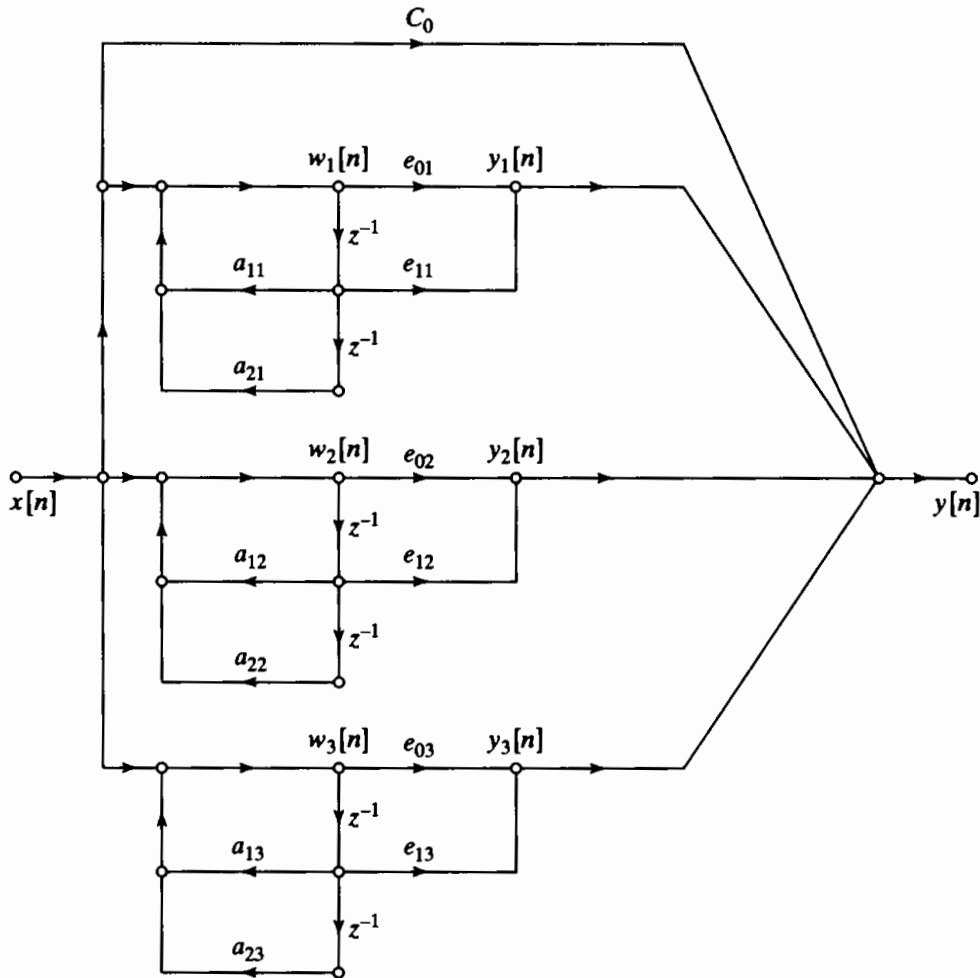 C₀
w₁[n] e₀₁ y₁[n]
z⁻¹
a₁₁ e₁₁
z⁻¹
a₂₁
w₂[n] e₀₂ y₂[n]
x[n] y[n]
z⁻¹
a₁₂ e₁₂
z⁻¹
a₂₂
w₃[n] e₀₃ y₃[n]
z⁻¹
a₁₃ e₁₃
z⁻¹
a₂₃